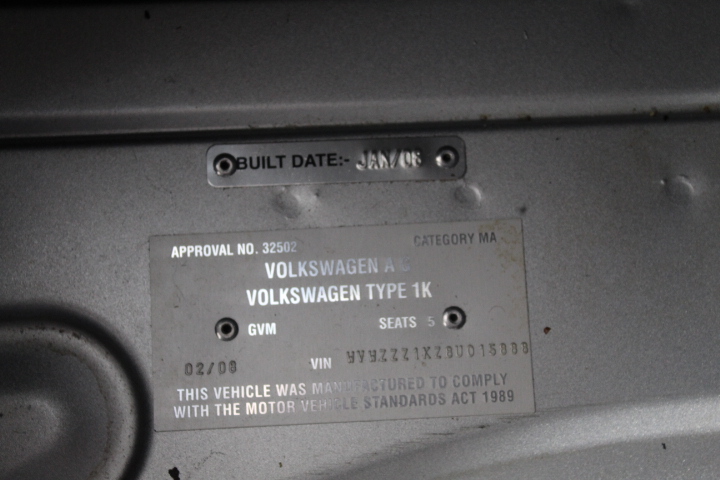 BUILT DATE:- JAN/08
APPROVAL NO. 32502 CATEGORY MA
VOLKSWAGEN A G
VOLKSWAGEN TYPE 1K
GVM SEATS 5
02/08 VIN
THIS VEHICLE WAS MANUFACTURED TO COMPLY
WITH THE MOTOR VEHICLE STANDARDS ACT 1989